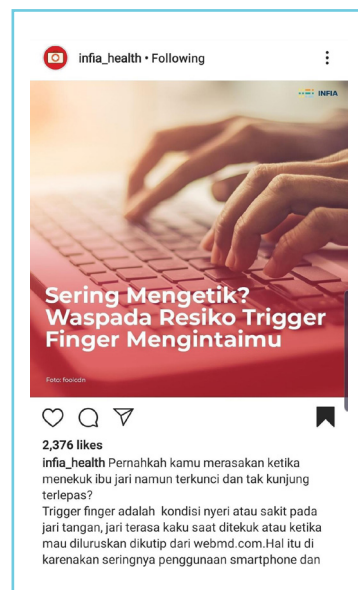 infia_health • Following
INFIA
Sering Mengetik?
Waspada Resiko Trigger
Finger Mengintaimu
Foto: fooicdn
2,376 likes
infia_health Pernahkah kamu merasakan ketika
menekuk ibu jari namun terkunci dan tak kunjung
terlepas?
Trigger finger adalah kondisi nyeri atau sakit pada
jari tangan, jari terasa kaku saat ditekuk atau ketika
mau diluruskan dikutip dari webmd.com.Hal itu di
karenakan seringnya penggunaan smartphone dan